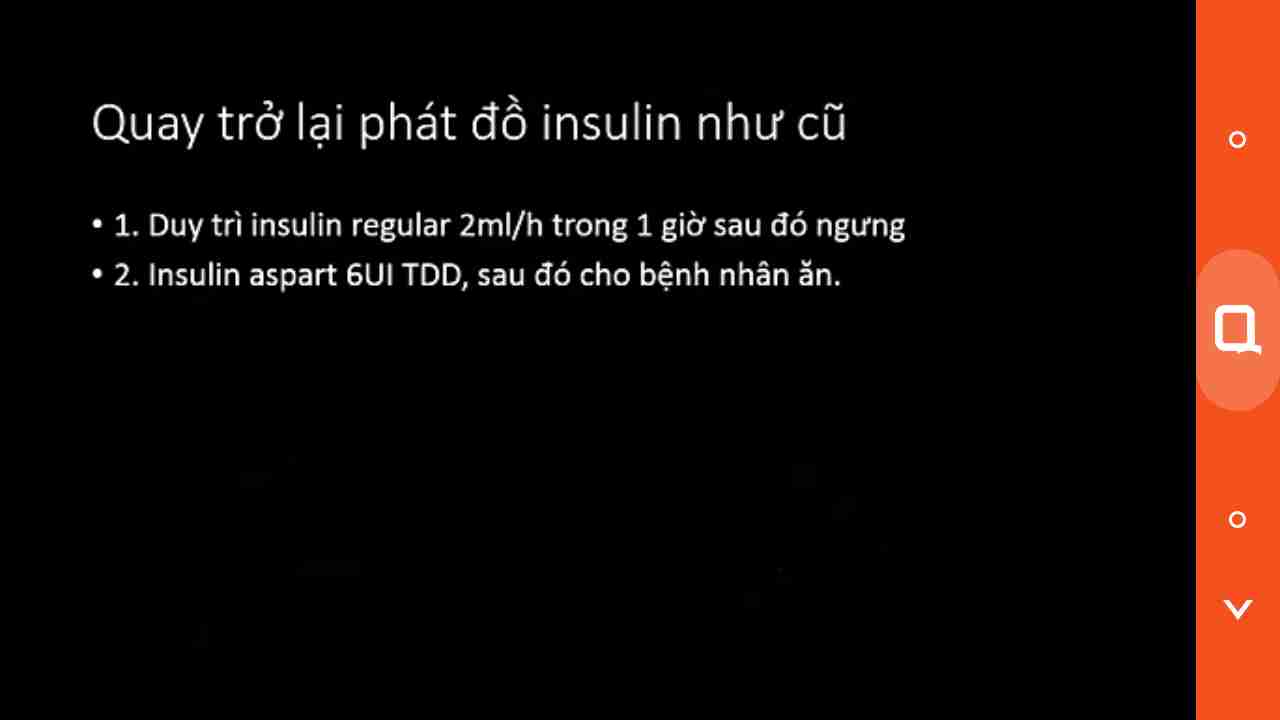 Quay trở lại phát đồ insulin như cũ
• 1. Duy trì insulin regular 2ml/h trong 1 giờ sau đó ngưng
• 2. Insulin aspart 6UI TDD, sau đó cho bệnh nhân ăn.